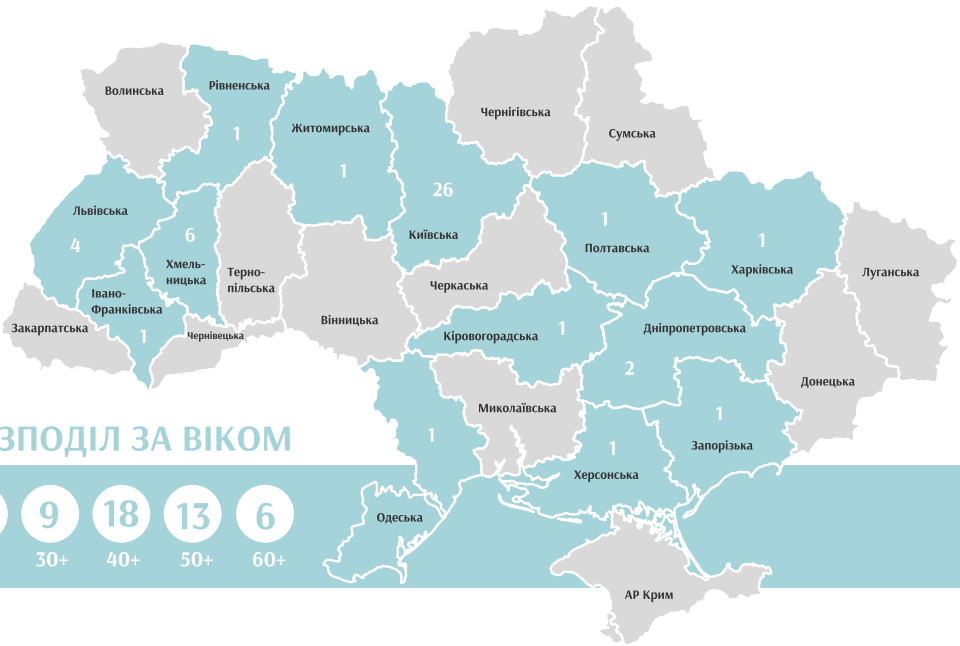 Волинська
Рівненська
1
Житомирська
1
Київська
26
Чернігівська
Сумська
Львівська
4
6
Хмель-
ницька
Терно-
пільська
Івано-
Франківська
1
Закарпатська
Чернівецька
Вінницька
Черкаська
1
Полтавська
1
Харківська
Луганська
Кіровоградська
1
Дніпропетровська
2
Донецька
Миколаївська
1
Запорізька
1
Херсонська
1
Одеська
АР Крим
ЗПОДІЛ ЗА ВІКОМ
9
18
13
6
30+
40+
50+
60+